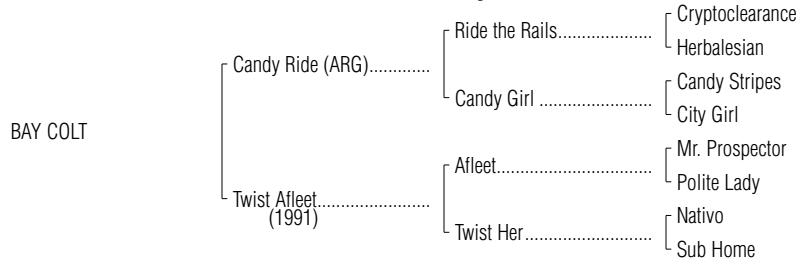 Cryptoclearance
Ride the Rails..................
Herbalesian
Candy Ride (ARG).............
Candy Stripes
Candy Girl ......................
City Girl
BAY COLT
Mr. Prospector
Afleet..............................
Polite Lady
Twist Afleet......................
(1991)
Nativo
Twist Her........................
Sub Home